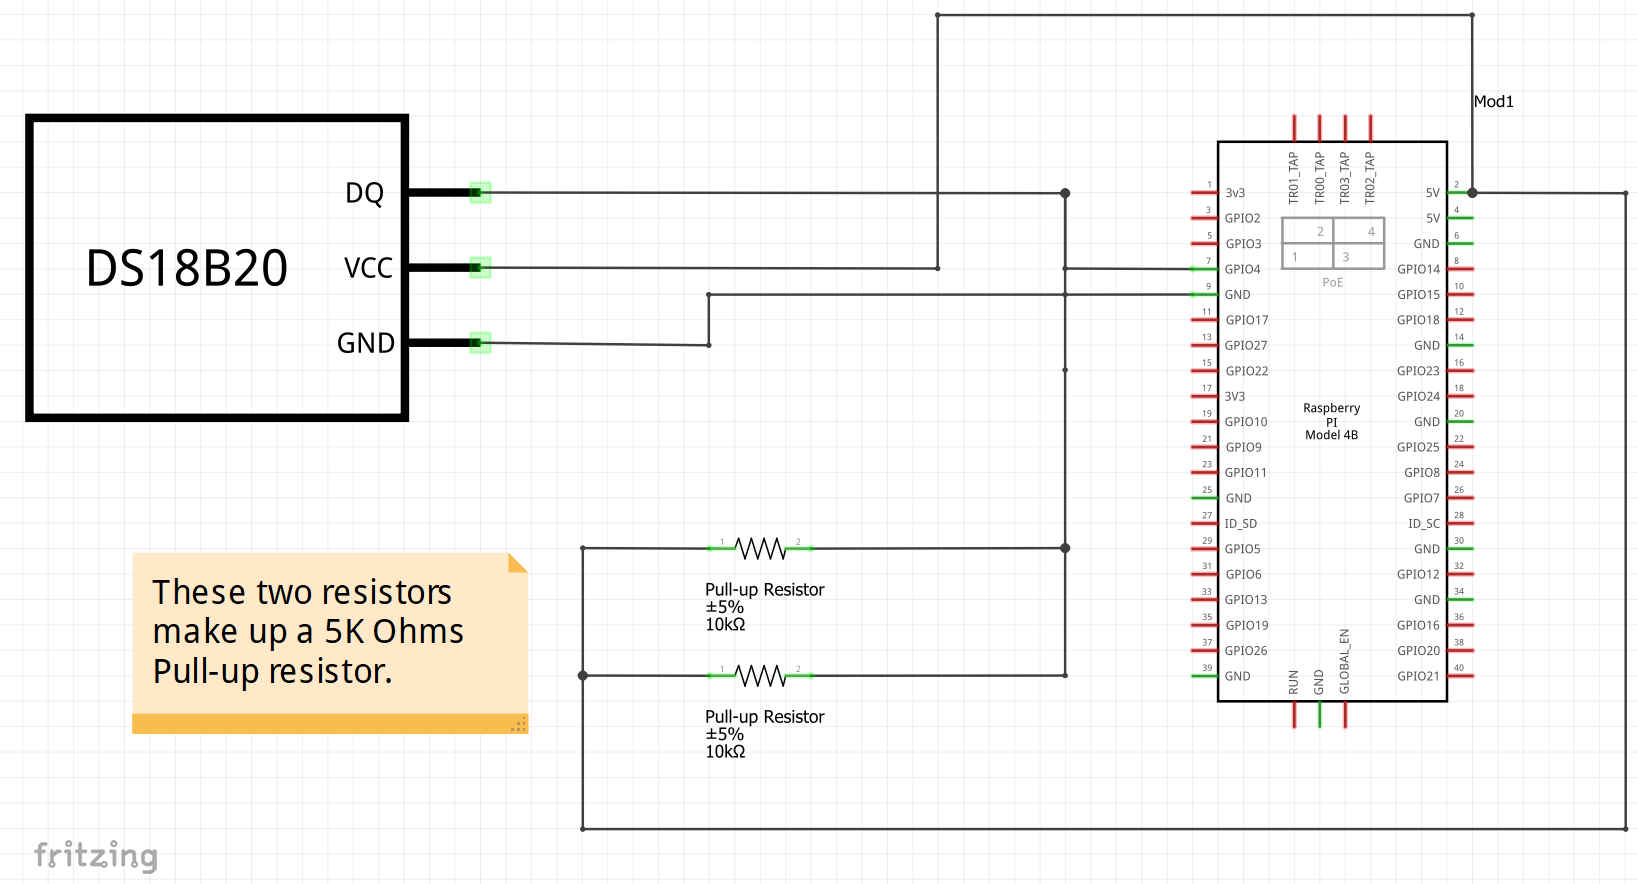 Mod1
DS18B20
DQ
VCC
GND
TR01_TAP
TR00_TAP
TR03_TAP
TR02_TAP
1 3v3
3 GPIO2
5 GPIO3
7 GPIO4
9 GND
11 GPIO17
13 GPIO27
15 GPIO22
17 3V3
19 GPIO10
21 GPIO9
23 GPIO11
25 GND
27 ID_SD
29 GPIO5
31 GPIO6
33 GPIO13
35 GPIO19
37 GPIO26
39 GND
2 4
1 3
PoE
Raspberry
PI
Model 4B
5V 2
5V 4
GND 6
GPIO14 8
GPIO15 10
GPIO18 12
GND 14
GPIO23 16
GPIO24 18
GND 20
GPIO25 22
GPIO8 24
GPIO7 26
ID_SC 28
GND 30
GPIO12 32
GND 34
GPIO16 36
GPIO20 38
GPIO21 40
RUN
GND
GLOBAL_EN
1 2
Pull-up Resistor
±5%
10kΩ
1 2
Pull-up Resistor
±5%
10kΩ
These two resistors
make up a 5K Ohms
Pull-up resistor.
fritzing